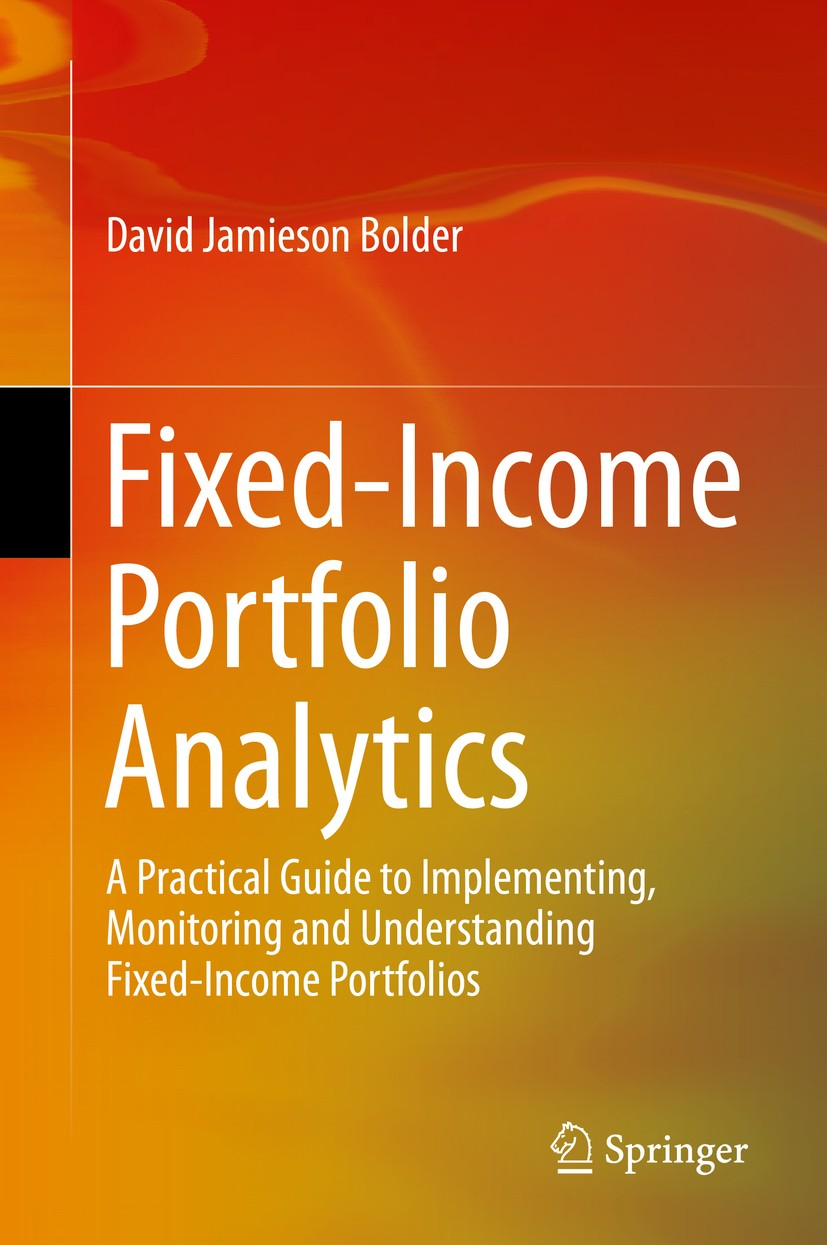 David Jamieson Bolder
Fixed-Income
Portfolio
Analytics
A Practical Guide to Implementing,
Monitoring and Understanding
Fixed-Income Portfolios
Springer